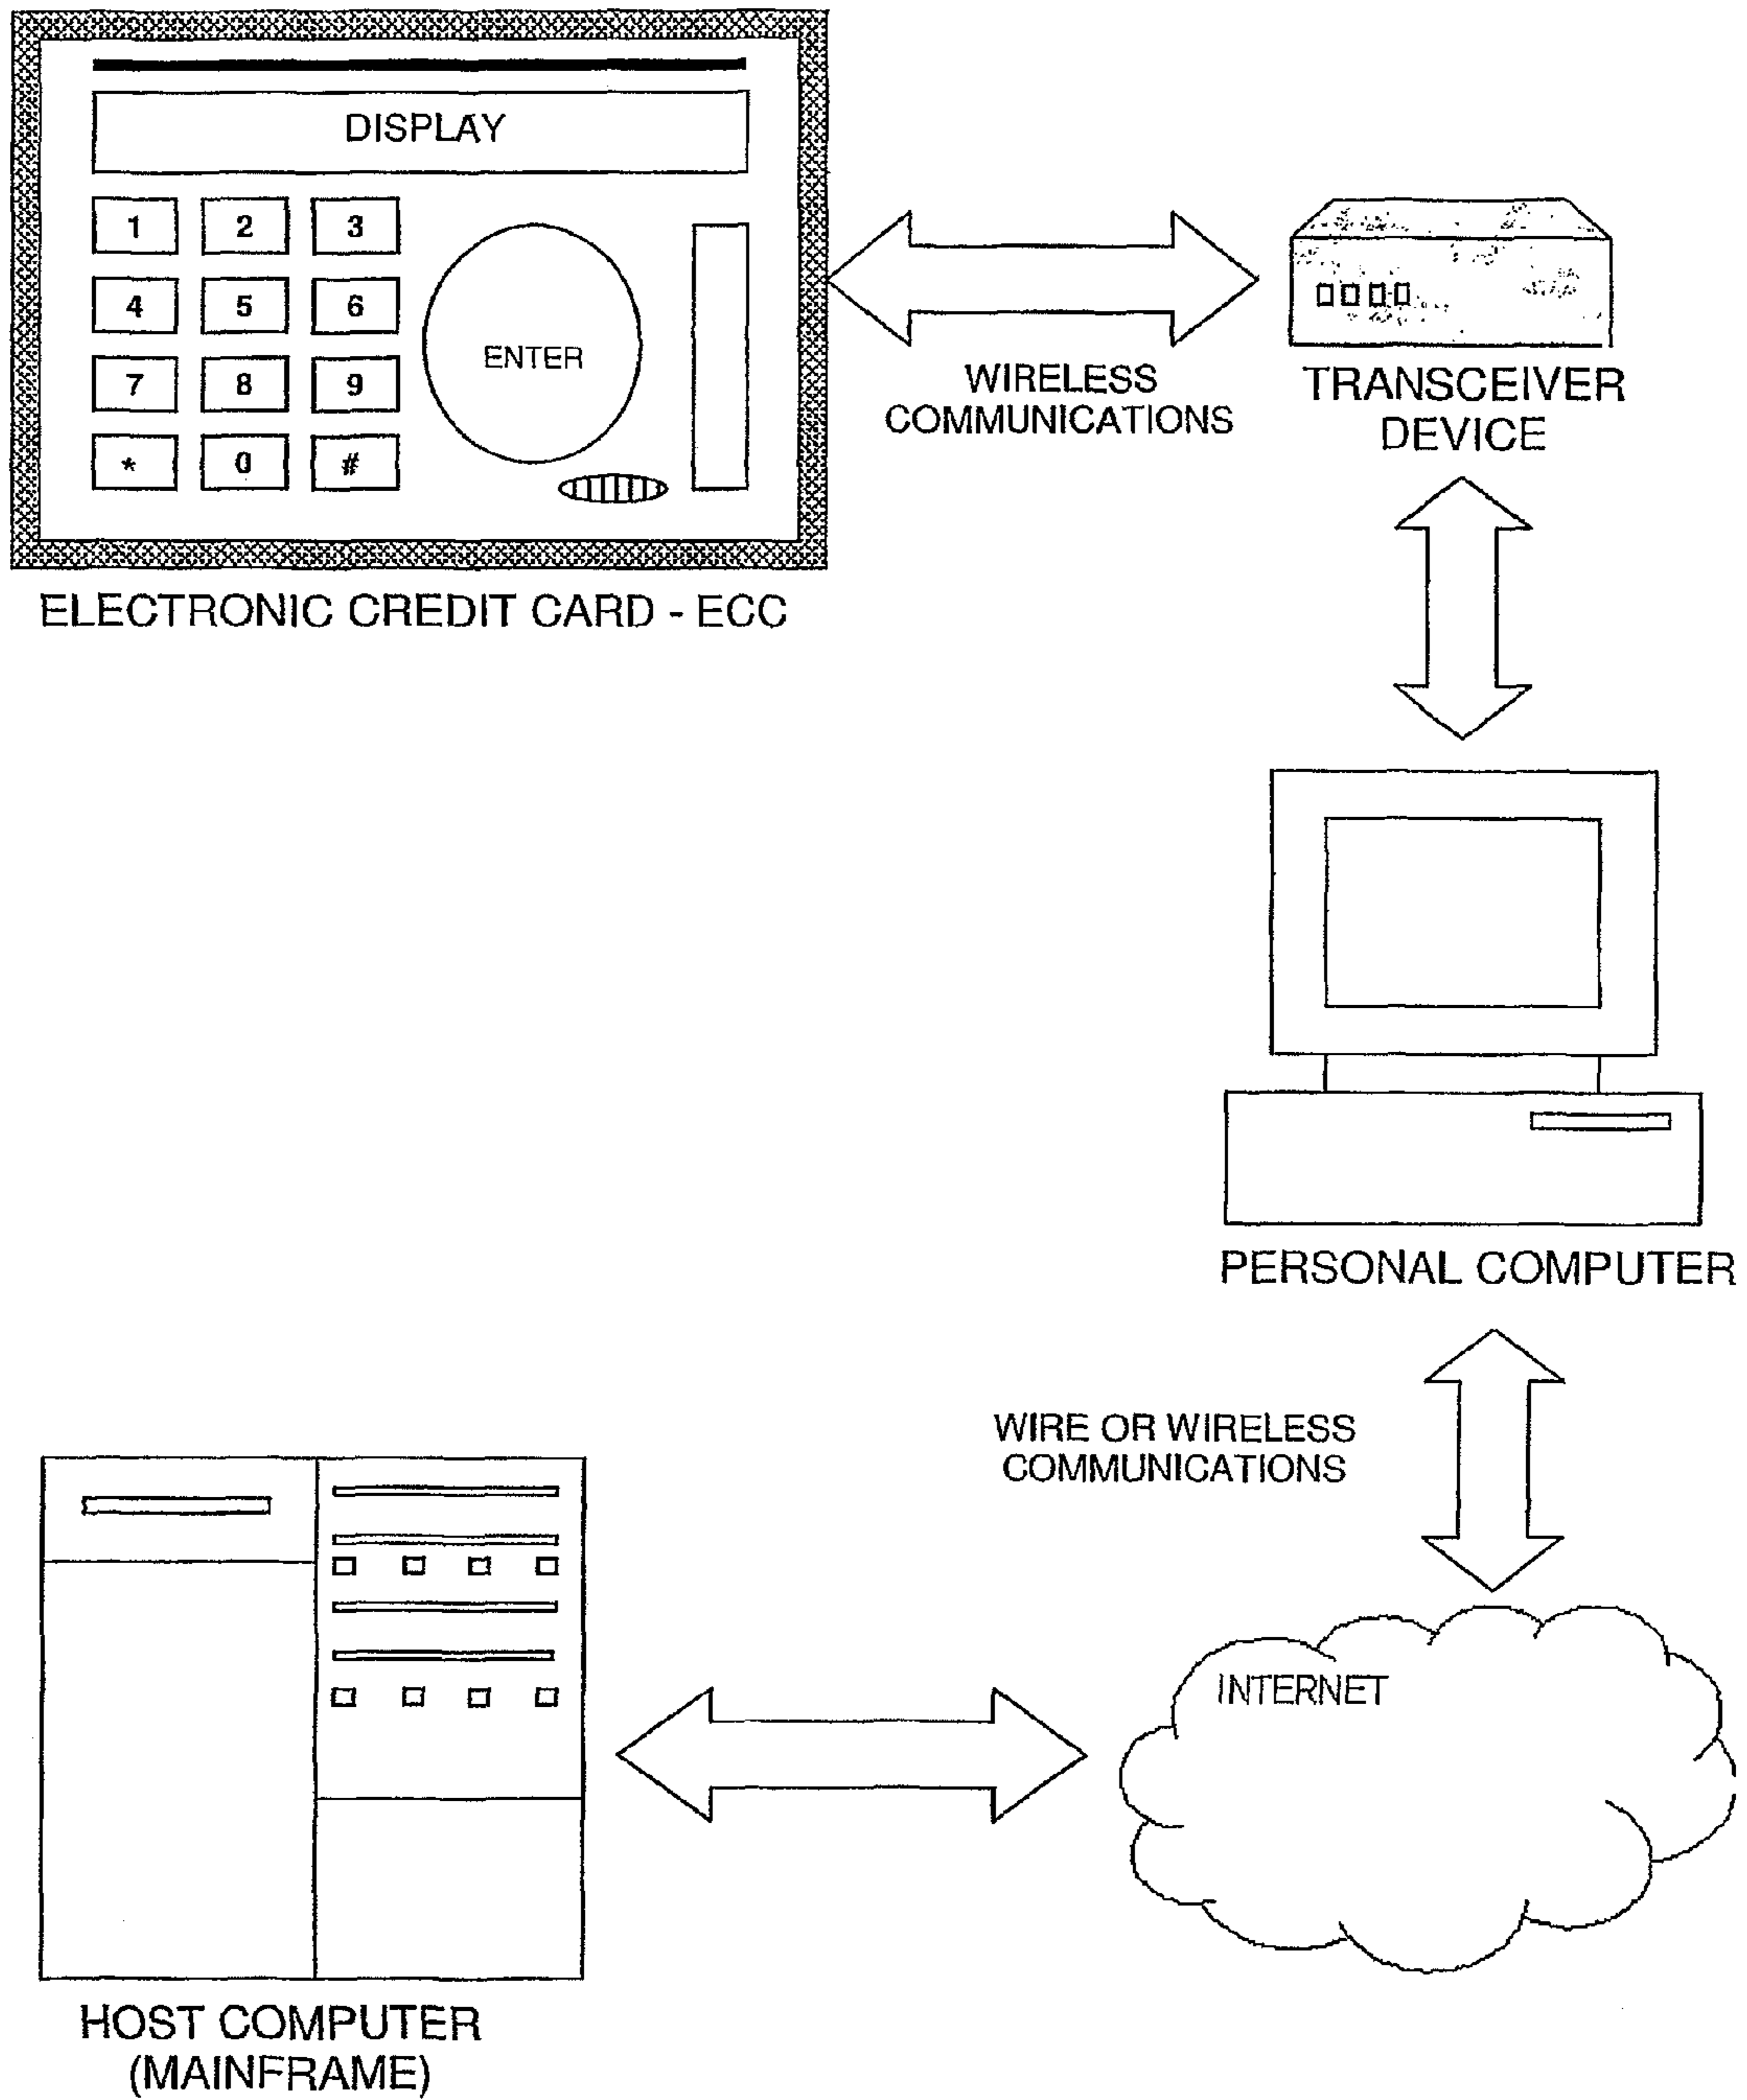 DISPLAY
1 2 3
4 5 6
7 8 9
* 0 #
ENTER
ELECTRONIC CREDIT CARD - ECC
WIRELESS
COMMUNICATIONS
TRANSCEIVER
DEVICE
PERSONAL COMPUTER
WIRE OR WIRELESS
COMMUNICATIONS
INTERNET
HOST COMPUTER
(MAINFRAME)